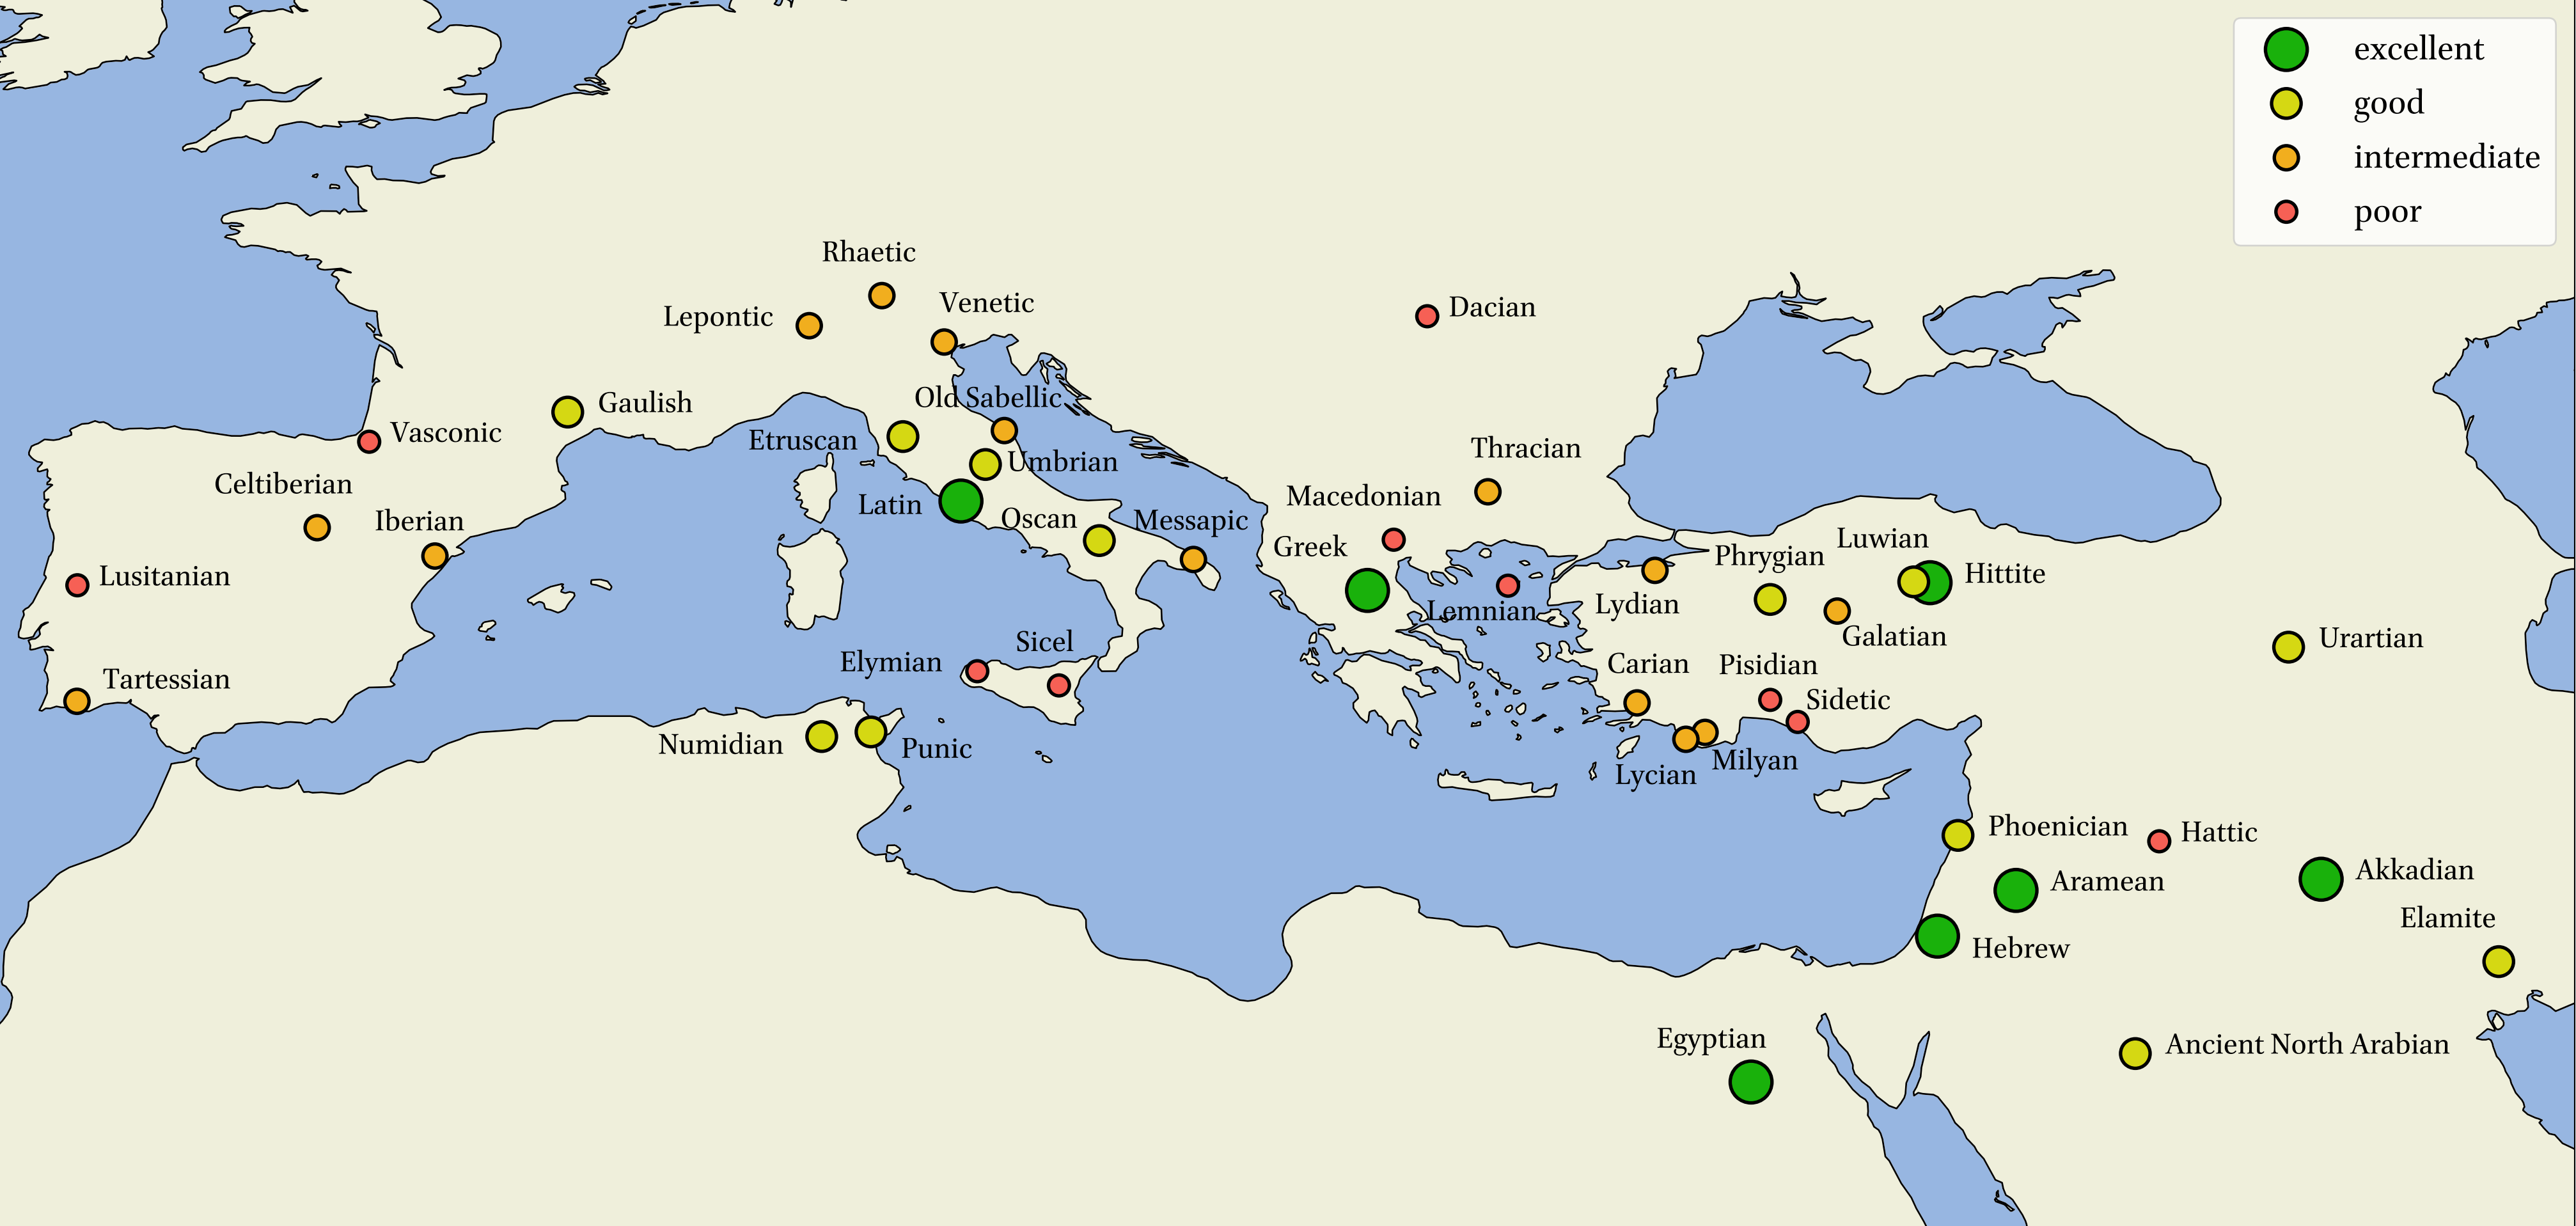 excellent
good
intermediate
poor
Rhaetic
Venetic
Lepontic
Dacian
Gaulish
Old Sabellic
Vasconic
Etruscan
Umbrian
Thracian
Celtiberian
Iberian
Latin
Oscan
Messapic
Macedonian
Greek
Phrygian
Luwian
Hittite
Lusitanian
Lemnian
Lydian
Galatian
Urartian
Sicel
Elymian
Carian
Pisidian
Tartessian
Sidetic
Numidian
Punic
Milyan
Lycian
Phoenician
Hattic
Akkadian
Aramean
Elamite
Hebrew
Egyptian
Ancient North Arabian